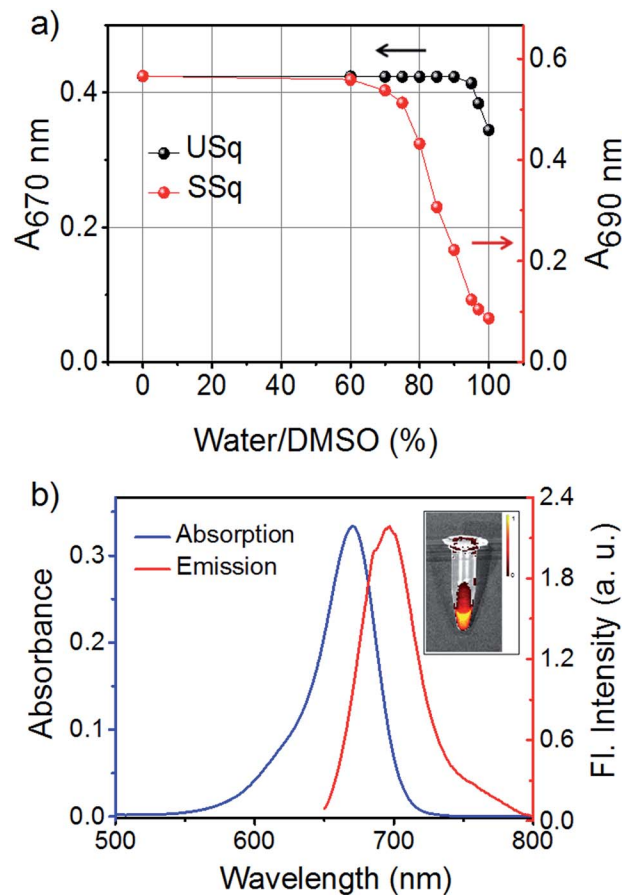 a)
0.4
0.2
0.0
A670 nm
USq
SSq
0.6
0.4
0.2
0.0
A690 nm
0 20 40 60 80 100
Water/DMSO (%)
b)
0.3
0.2
0.1
0.0
Absorbance
Absorption
Emission
1
0
2.4
1.8
1.2
0.6
0.0
Fl. Intensity (a. u.)
500 600 700 800
Wavelength (nm)